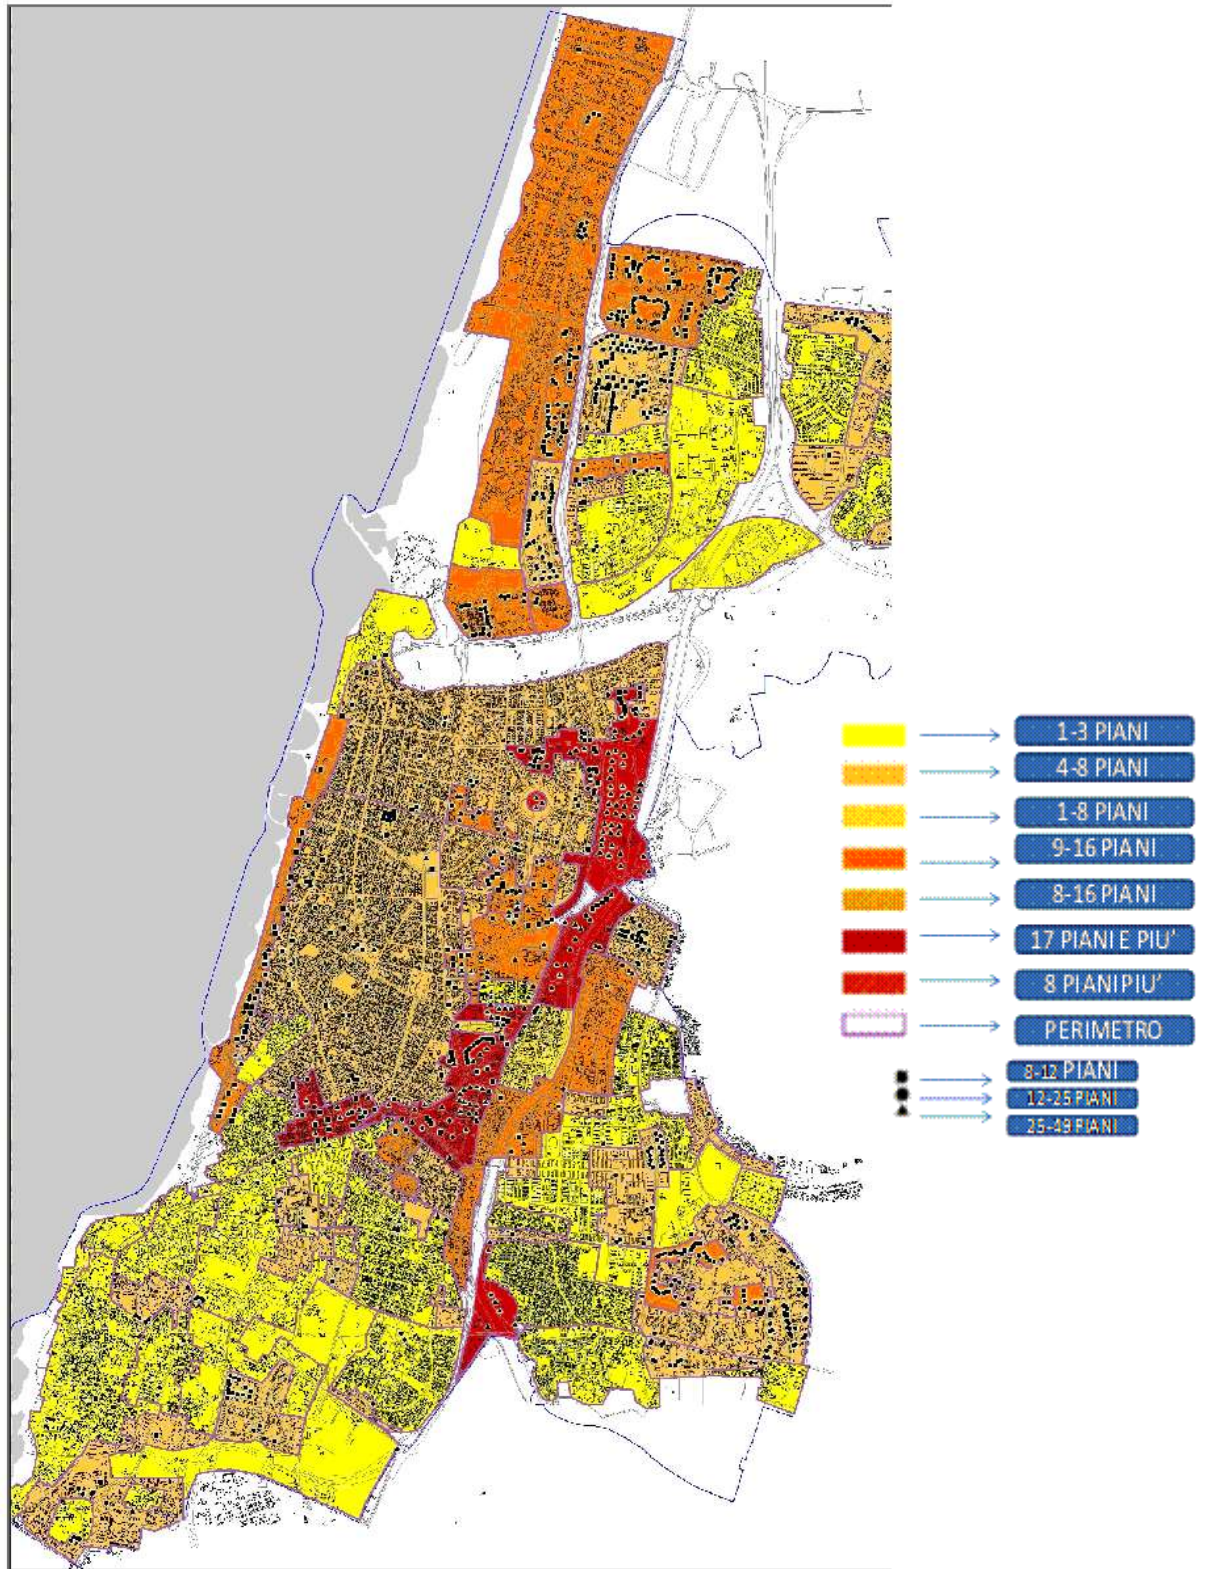 1-3 PIANI
4-8 PIANI
1-8 PIANI
9-16 PIANI
8-16 PIANI
17 PIANI E PIU'
8 PIANI PIU'
PERIMETRO
8-12 PIANI
12-25 PIANI
25-49 PIANI